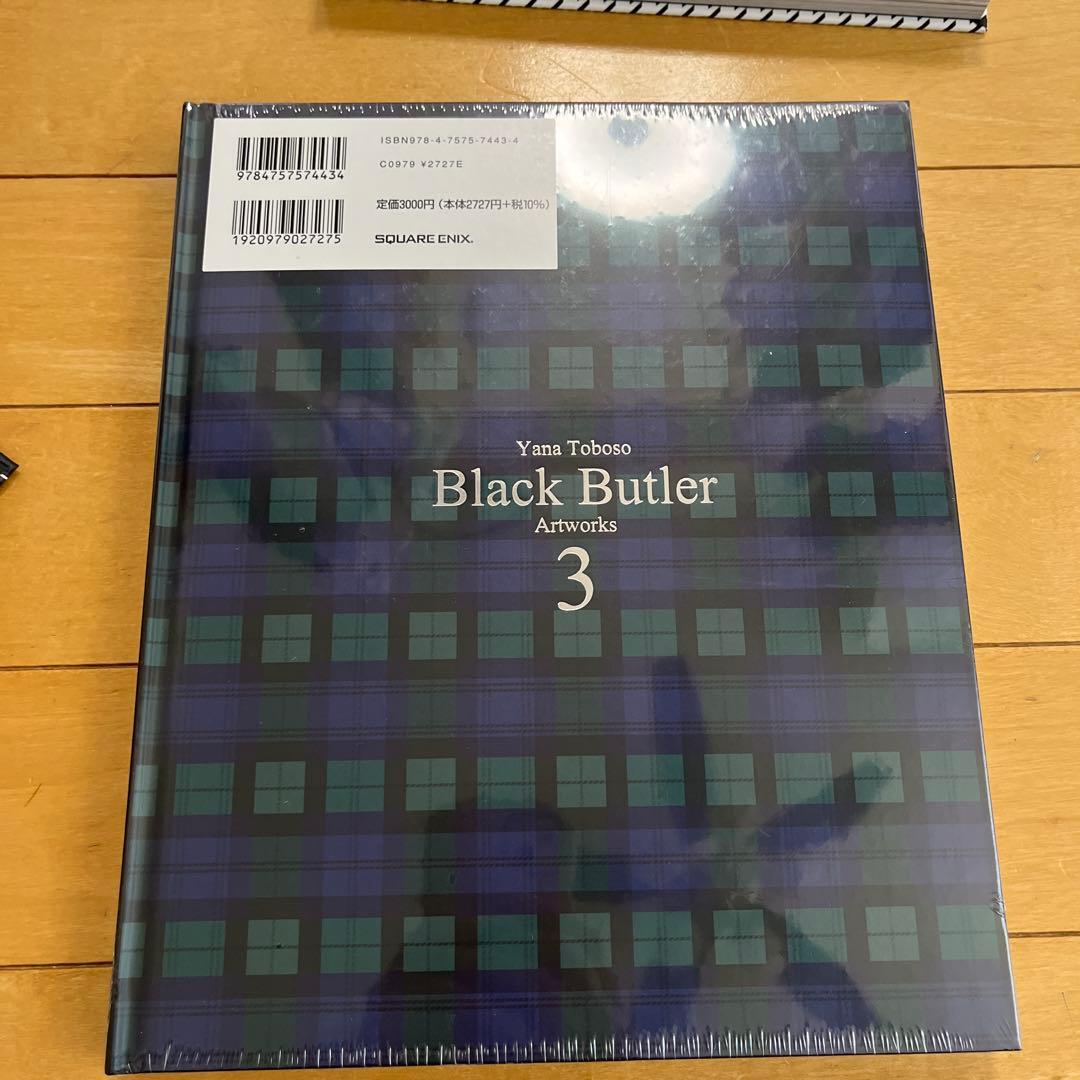 ISBN978-4-7575-7443-4
9784757574434
C0979 ¥2727E
定価3000円（本体2727円＋税10％）
1920979027275
SQUARE ENIX.
Yana Toboso
Black Butler
Artworks
3